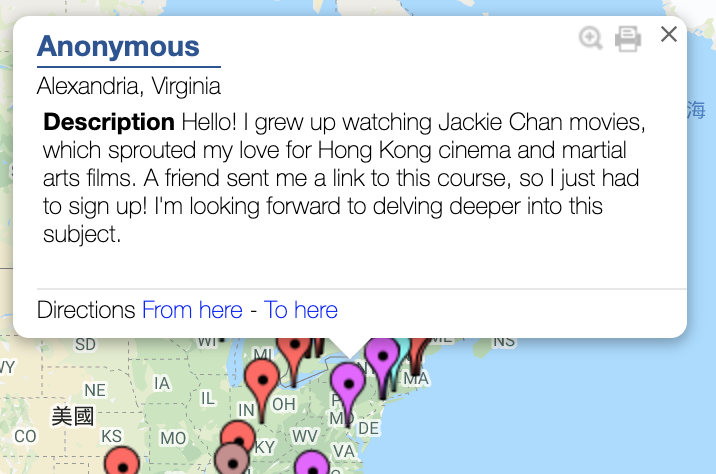 Anonymous
Alexandria, Virginia
Description Hello! I grew up watching Jackie Chan movies,
which sprouted my love for Hong Kong cinema and martial
arts films. A friend sent me a link to this course, so I just had
to sign up! I'm looking forward to delving deeper into this
subject.
Directions From here - To here
海
SD
WI
MI
ME
NS
WY
NE
IA
IL
IN
OH
MA
美國
MD
DE
CO
KS
MO
KY
WV
VA